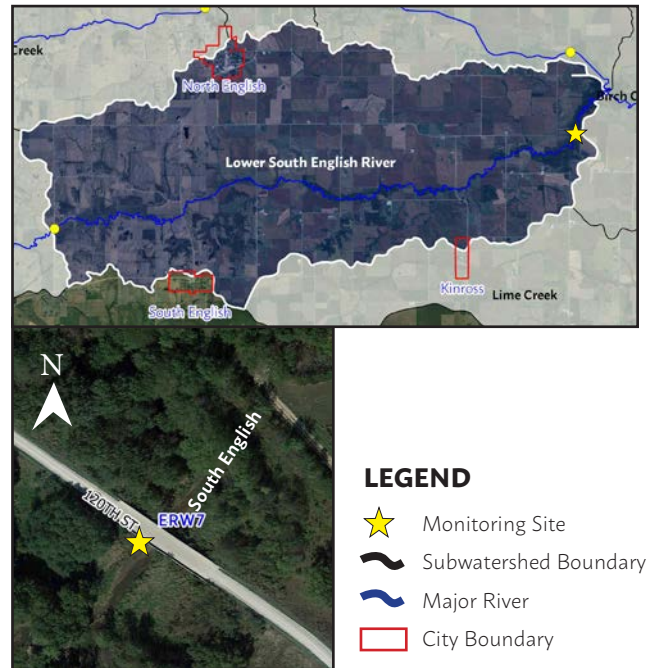 Creek
North English
Birch C
Lower South English River
Kinross
Lime Creek
South English
N
South English
120TH ST
ERW7
LEGEND
Monitoring Site
Subwatershed Boundary
Major River
City Boundary